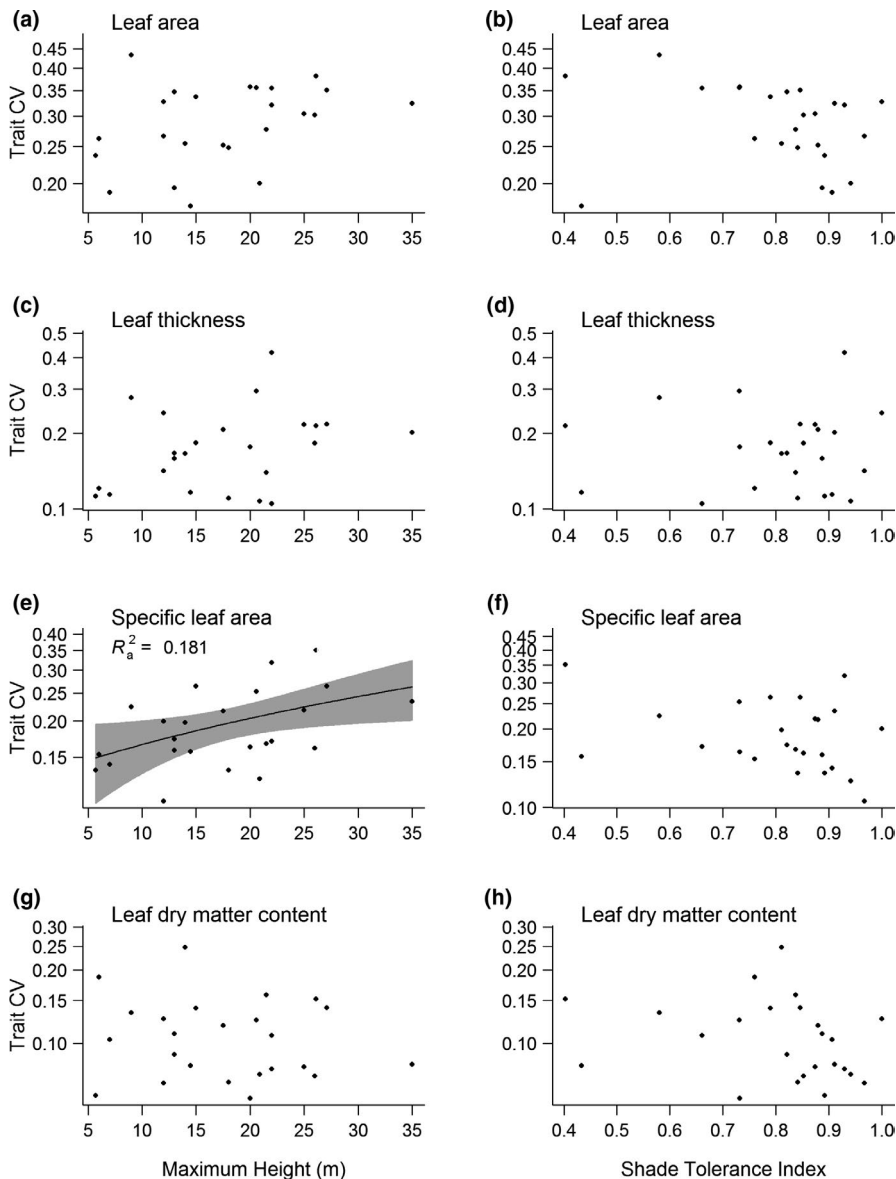 (a) Leaf area
Trait CV
0.45
0.40
0.35
0.30
0.25
0.20
5 10 15 20 25 30 35
(b) Leaf area
0.45
0.40
0.35
0.30
0.25
0.20
0.4 0.5 0.6 0.7 0.8 0.9 1.0
(c) Leaf thickness
Trait CV
0.5
0.4
0.3
0.2
0.1
5 10 15 20 25 30 35
(d) Leaf thickness
0.5
0.4
0.3
0.2
0.1
0.4 0.5 0.6 0.7 0.8 0.9 1.0
(e) Specific leaf area
R²ₐ = 0.181
Trait CV
0.40
0.35
0.30
0.25
0.20
0.15
5 10 15 20 25 30 35
(f) Specific leaf area
0.45
0.40
0.35
0.30
0.25
0.20
0.15
0.10
0.4 0.5 0.6 0.7 0.8 0.9 1.0
(g) Leaf dry matter content
Trait CV
0.30
0.25
0.20
0.15
0.10
5 10 15 20 25 30 35
Maximum Height (m)
(h) Leaf dry matter content
0.30
0.25
0.20
0.15
0.10
0.4 0.5 0.6 0.7 0.8 0.9 1.0
Shade Tolerance Index